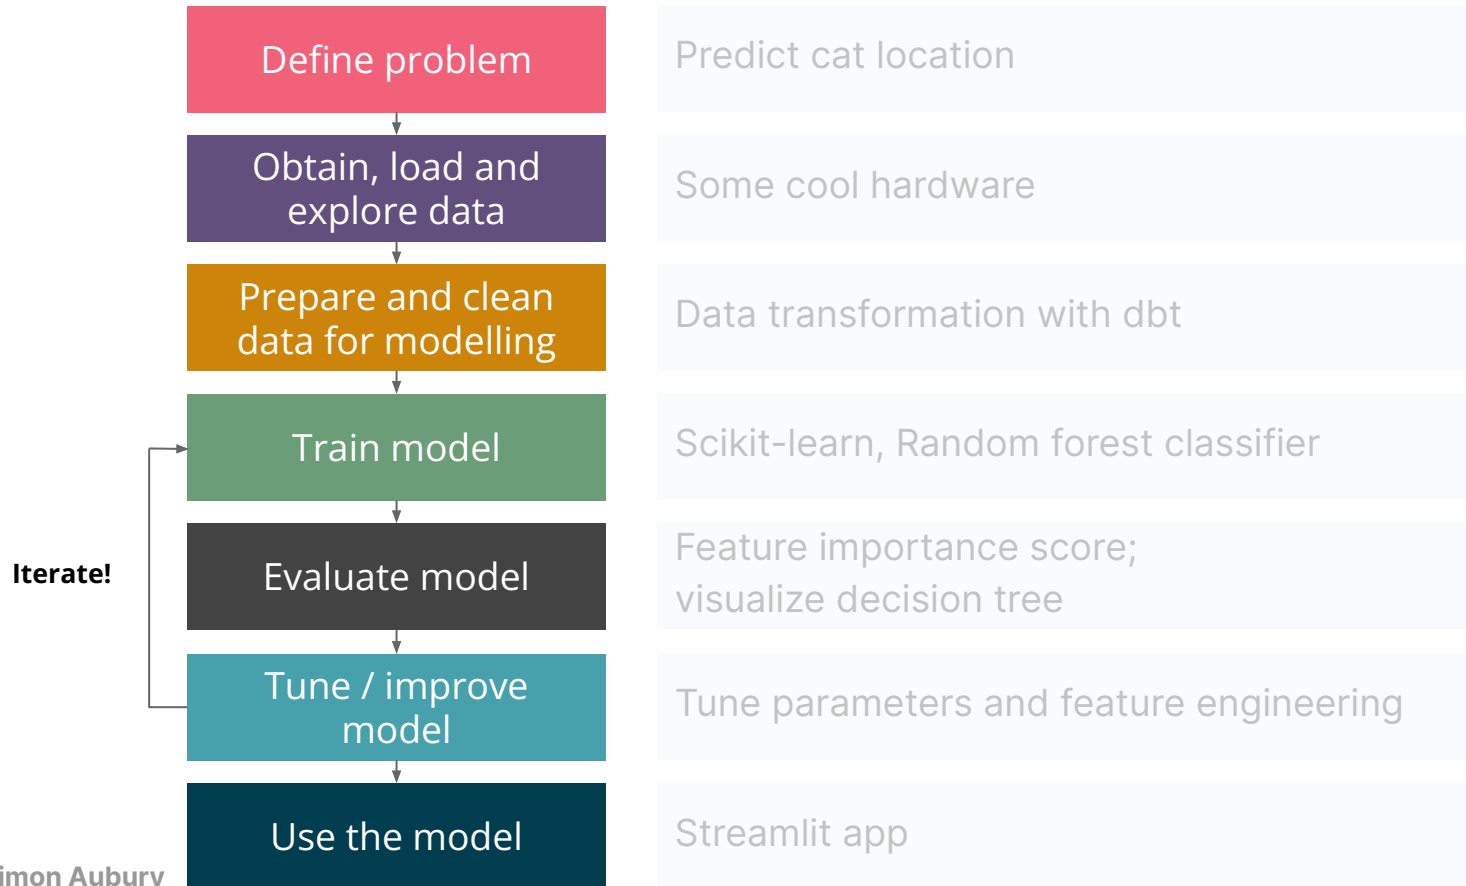 Define problem
Predict cat location
Obtain, load and
explore data
Some cool hardware
Prepare and clean
data for modelling
Data transformation with dbt
Train model
Scikit-learn, Random forest classifier
Iterate!
Evaluate model
Feature importance score;
visualize decision tree
Tune / improve
model
Tune parameters and feature engineering
Use the model
Streamlit app
imon Aubury